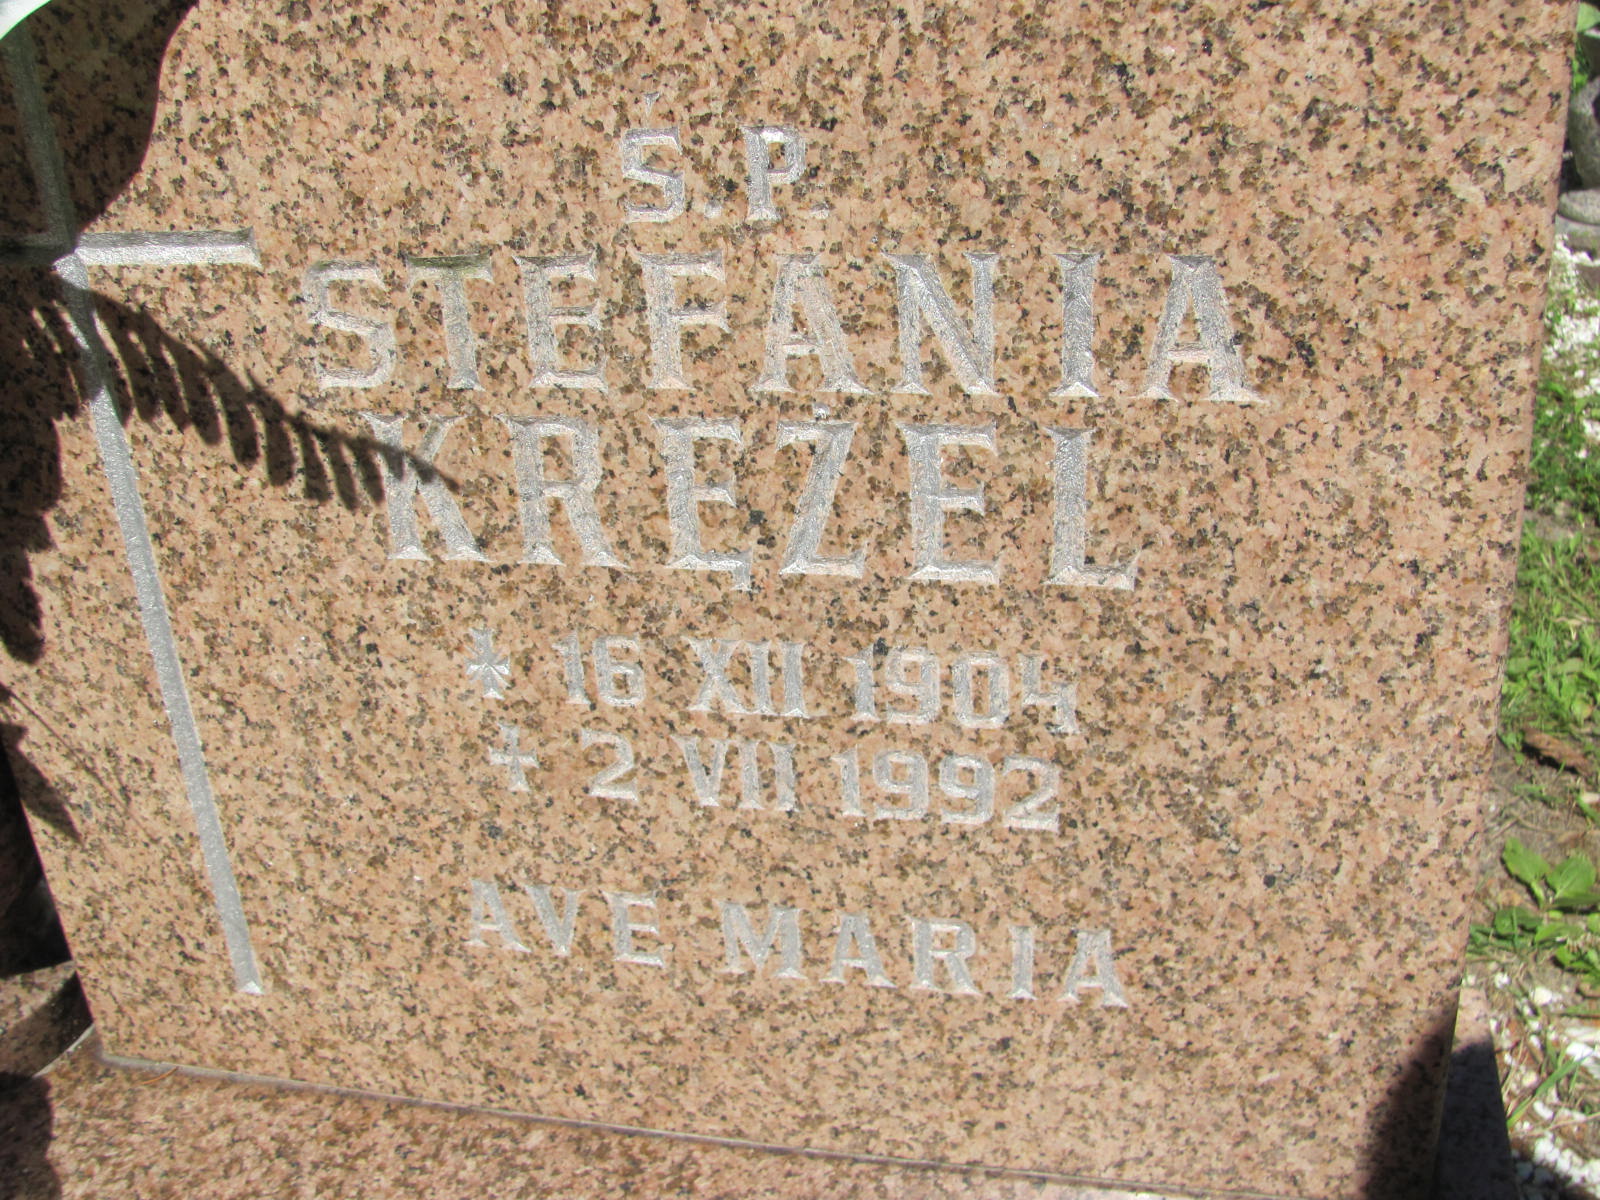 Ś.P.
STEFANIA
KRĘŻEL
* 16 XII 1904
+ 2 VII 1992
AVE MARIA